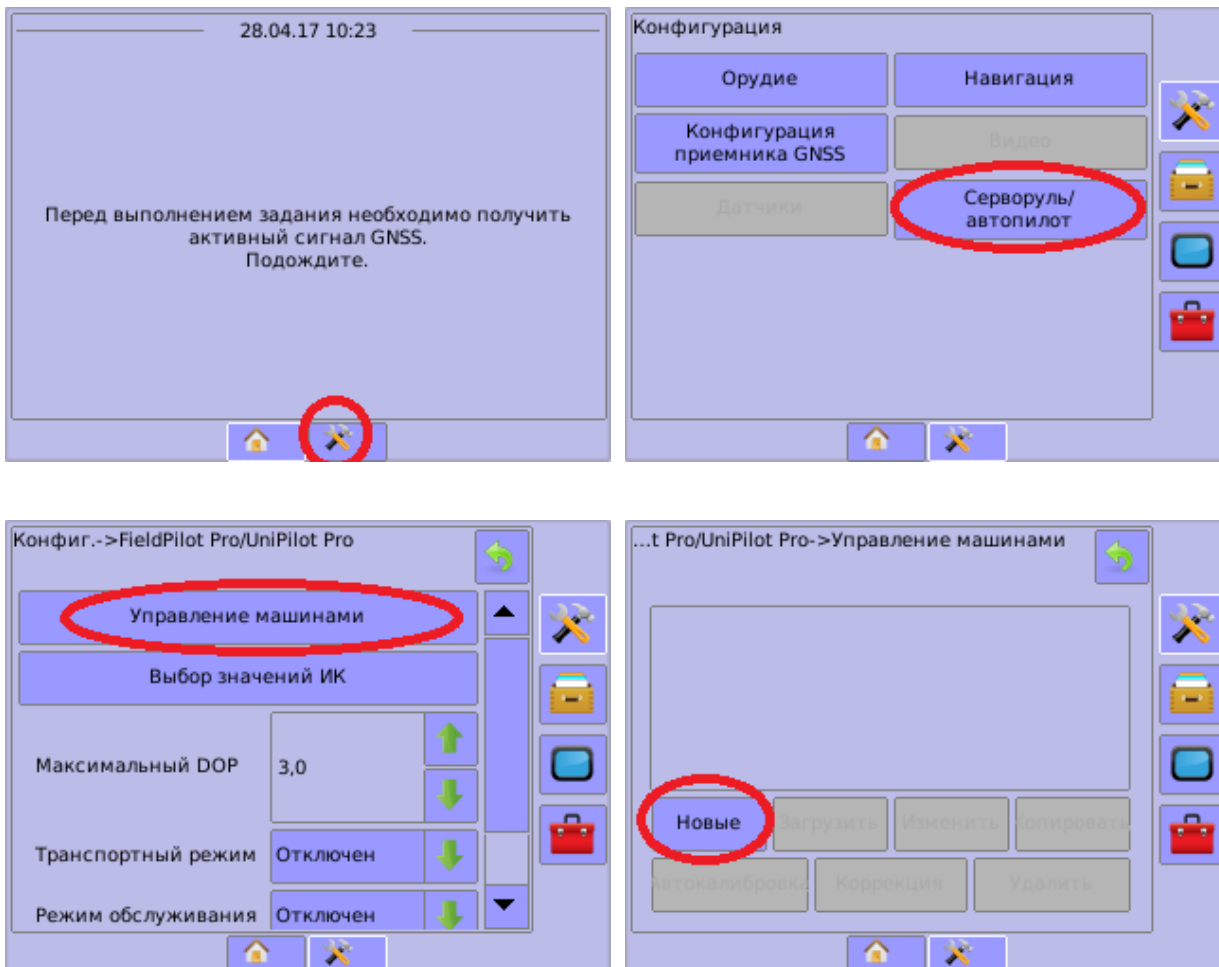 28.04.17 10:23
Перед выполнением задания необходимо получить
активный сигнал GNSS.
Подождите.
Конфигурация
Орудие
Навигация
Конфигурация
приемника GNSS
Видео
Датчики
Серворуль/
автопилот
Конфиг.->FieldPilot Pro/UniPilot Pro
Управление машинами
Выбор значений ИК
Максимальный DOP
3,0
Транспортный режим
Отключен
Режим обслуживания
Отключен
...t Pro/UniPilot Pro->Управление машинами
Новые
Загрузить
Изменить
Копировать
Автокалибровка
Коррекция
Удалить